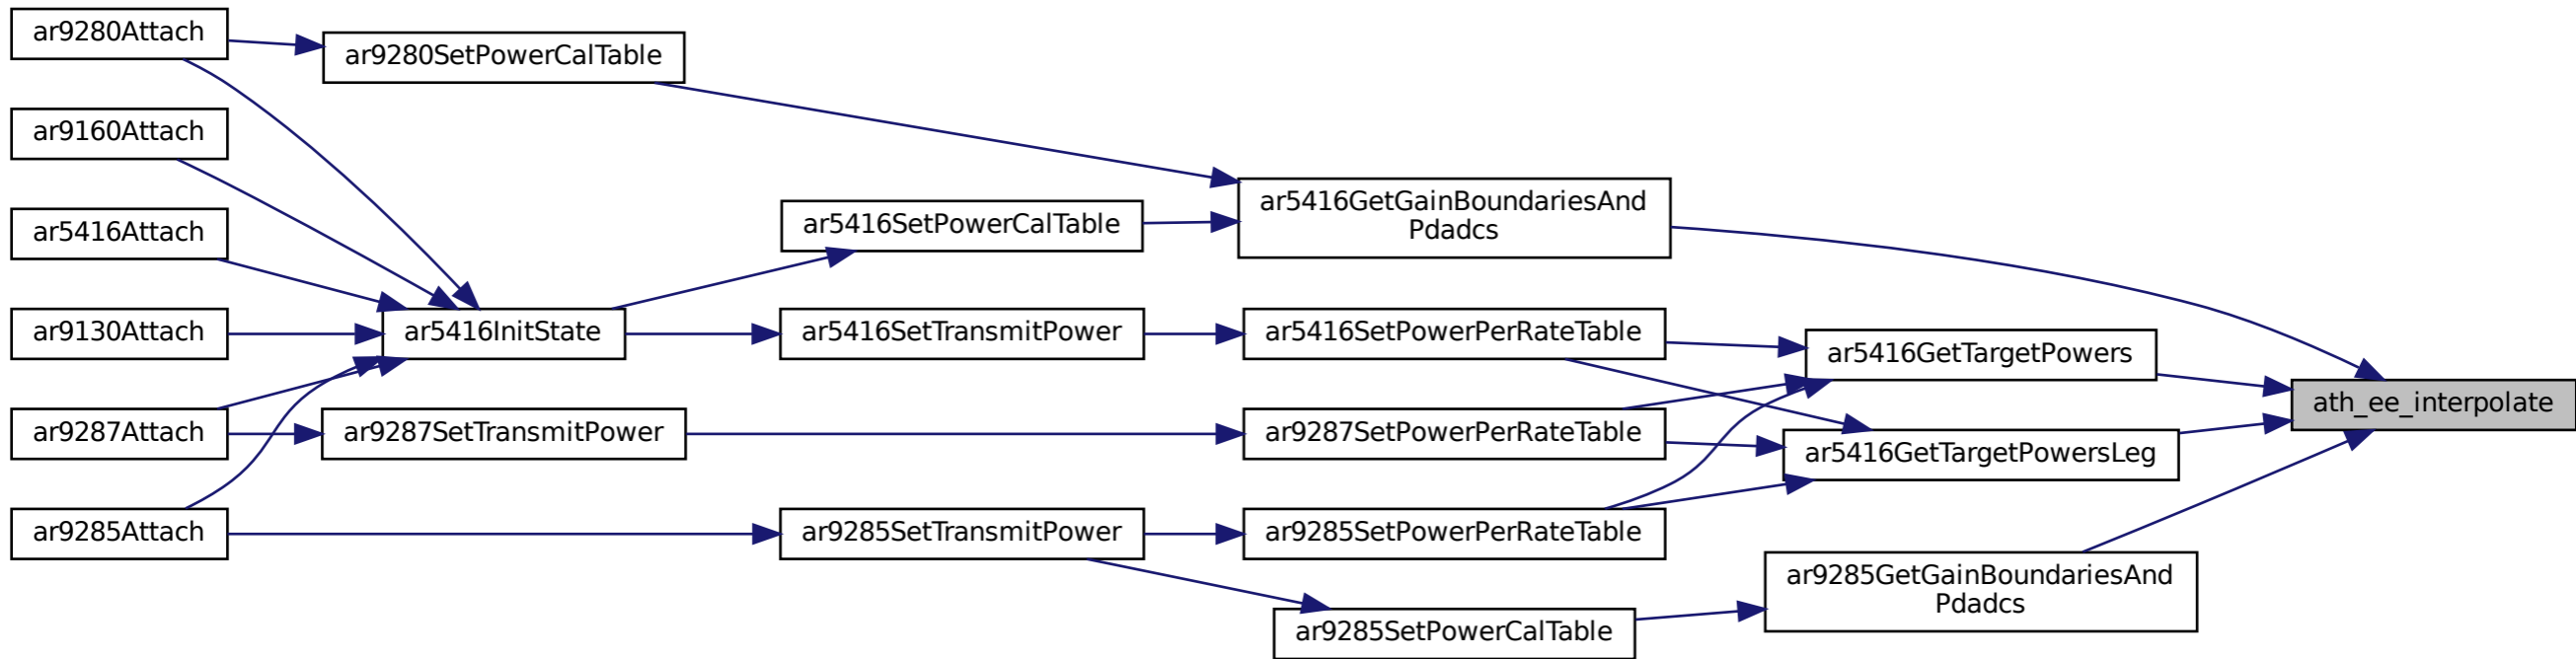 ar9280Attach
ar9280SetPowerCalTable
ar9160Attach
ar5416Attach
ar5416SetPowerCalTable
ar5416GetGainBoundariesAnd
Pdadcs
ar9130Attach
ar5416InitState
ar5416SetTransmitPower
ar5416SetPowerPerRateTable
ar5416GetTargetPowers
ath_ee_interpolate
ar9287Attach
ar9287SetTransmitPower
ar9287SetPowerPerRateTable
ar5416GetTargetPowersLeg
ar9285Attach
ar9285SetTransmitPower
ar9285SetPowerPerRateTable
ar9285GetGainBoundariesAnd
Pdadcs
ar9285SetPowerCalTable